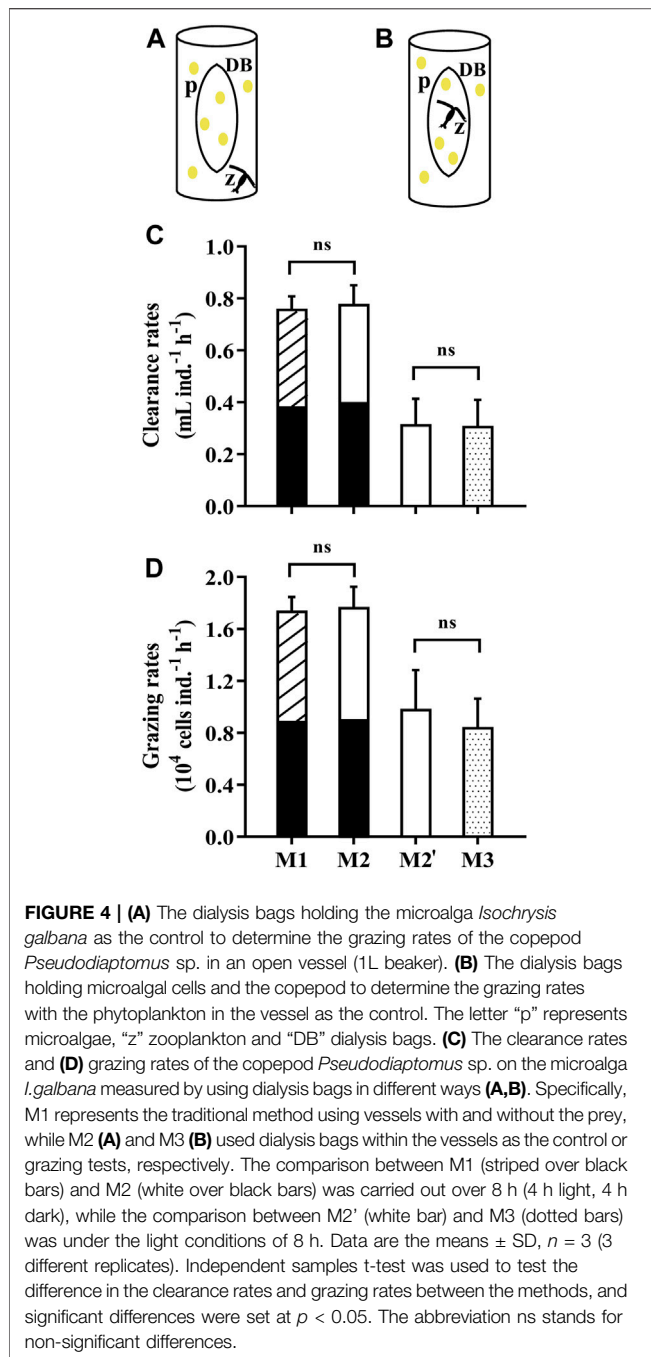 A
B
DB
p
z
DB
p
z
C
ns
ns
Clearance rates
(mL ind.⁻¹ h⁻¹)
1.0
0.8
0.6
0.4
0.2
0.0
D
ns
ns
Grazing rates
(10⁴ cells ind.⁻¹ h⁻¹)
2.0
1.6
1.2
0.8
0.4
0.0
M1 M2 M2' M3
FIGURE 4 | (A) The dialysis bags holding the microalga Isochrysis
galbana as the control to determine the grazing rates of the copepod
Pseudodiaptomus sp. in an open vessel (1L beaker). (B) The dialysis bags
holding microalgal cells and the copepod to determine the grazing rates
with the phytoplankton in the vessel as the control. The letter “p” represents
microalgae, “z” zooplankton and “DB” dialysis bags. (C) The clearance rates
and (D) grazing rates of the copepod Pseudodiaptomus sp. on the microalga
I.galbana measured by using dialysis bags in different ways (A,B). Specifically,
M1 represents the traditional method using vessels with and without the prey,
while M2 (A) and M3 (B) used dialysis bags within the vessels as the control or
grazing tests, respectively. The comparison between M1 (striped over black
bars) and M2 (white over black bars) was carried out over 8 h (4 h light, 4 h
dark), while the comparison between M2’ (white bar) and M3 (dotted bars)
was under the light conditions of 8 h. Data are the means ± SD, n = 3 (3
different replicates). Independent samples t-test was used to test the
difference in the clearance rates and grazing rates between the methods, and
significant differences were set at p < 0.05. The abbreviation ns stands for
non-significant differences.